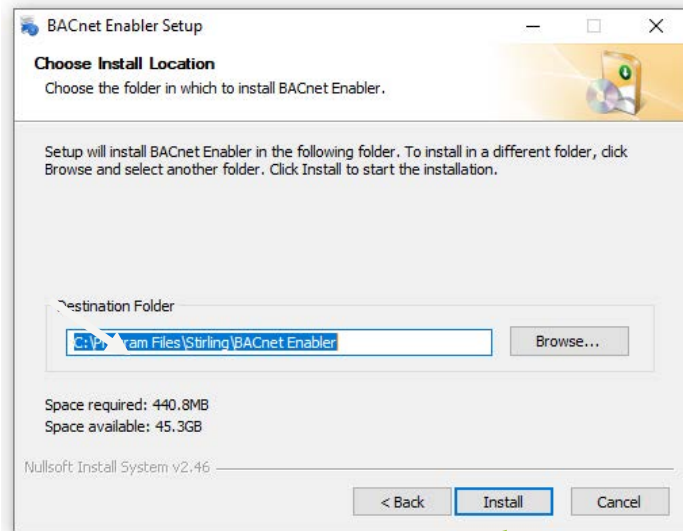 BACnet Enabler Setup
Choose Install Location
Choose the folder in which to install BACnet Enabler.
Setup will install BACnet Enabler in the following folder. To install in a different folder, click
Browse and select another folder. Click Install to start the installation.
Destination Folder
C:\Program Files\Stirling\BACnet Enabler
Browse...
Space required: 440.8MB
Space available: 45.3GB
Nullsoft Install System v2.46
< Back Install Cancel